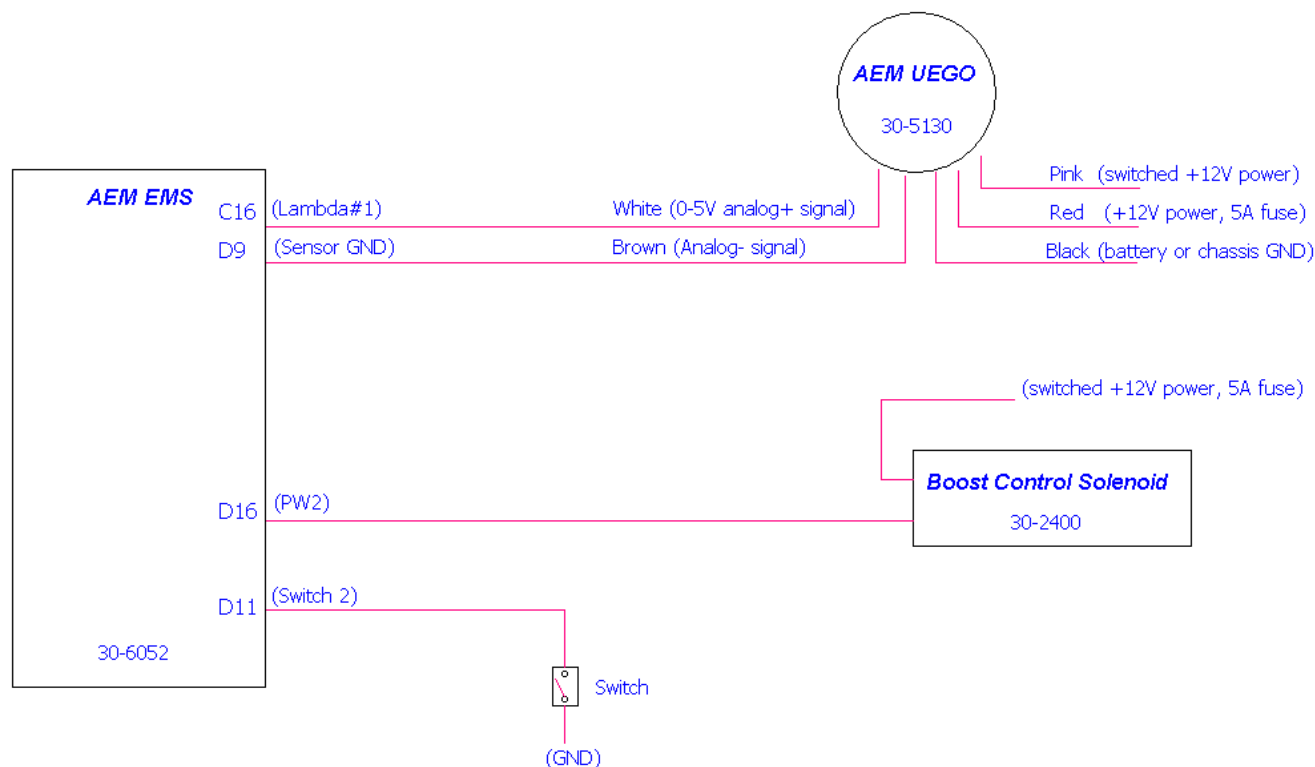 AEM UEGO
30-5130
AEM EMS
C16 (Lambda#1) White (0-5V analog+ signal)
D9 (Sensor GND) Brown (Analog- signal)
Pink (switched +12V power)
Red (+12V power, 5A fuse)
Black (battery or chassis GND)
(switched +12V power, 5A fuse)
Boost Control Solenoid
30-2400
D16 (PW2)
D11 (Switch 2)
30-6052
Switch
(GND)